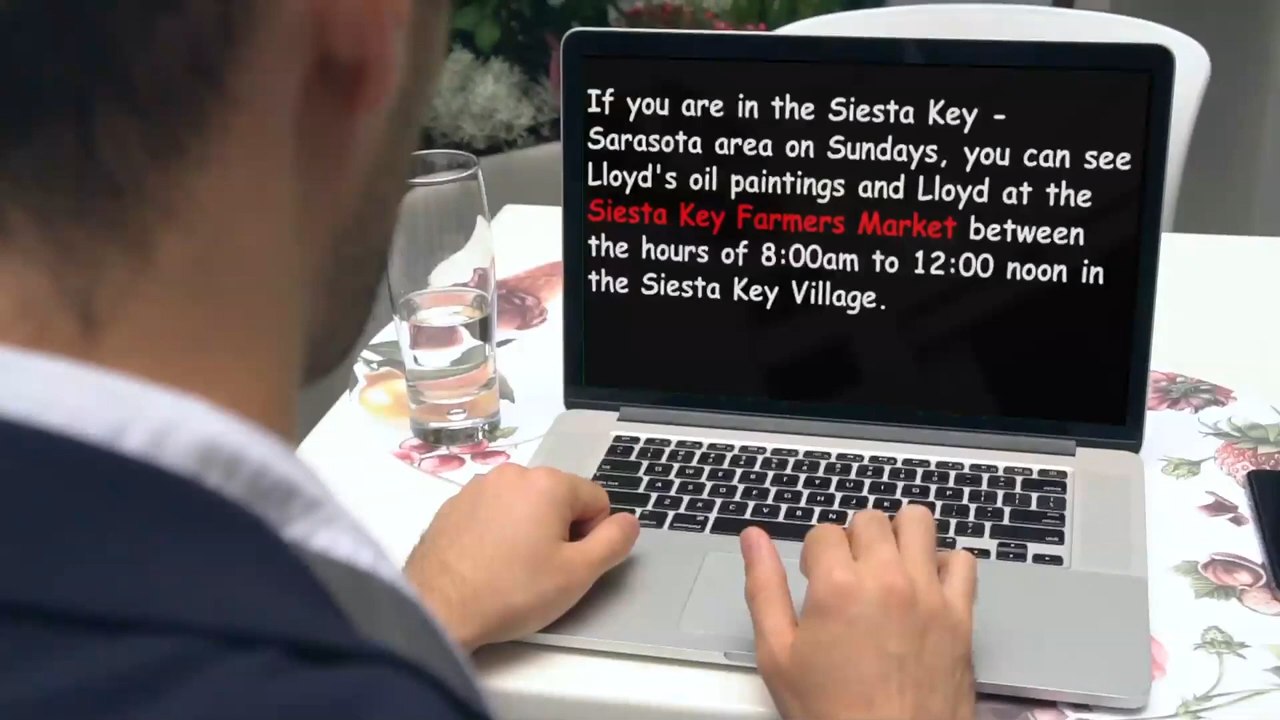 If you are in the Siesta Key -
Sarasota area on Sundays, you can see
Lloyd's oil paintings and Lloyd at the
Siesta Key Farmers Market between
the hours of 8:00am to 12:00 noon in
the Siesta Key Village.